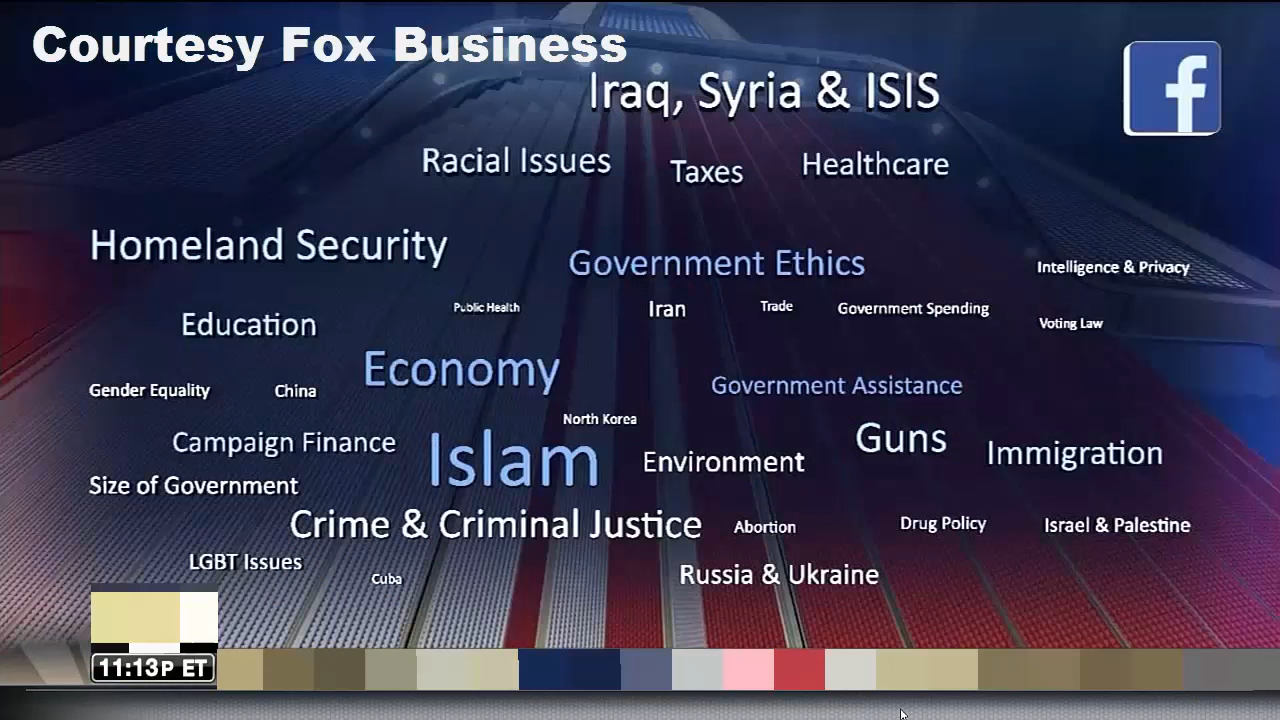 Courtesy Fox Business
Iraq, Syria & ISIS
Racial Issues
Taxes
Healthcare
Homeland Security
Government Ethics
Intelligence & Privacy
Public Health
Iran
Trade
Government Spending
Education
Voting Law
Economy
Gender Equality
China
Government Assistance
North Korea
Campaign Finance
Islam
Environment
Guns
Immigration
Size of Government
Crime & Criminal Justice
Abortion
Drug Policy
Israel & Palestine
LGBT Issues
Cuba
Russia & Ukraine
11:13P ET